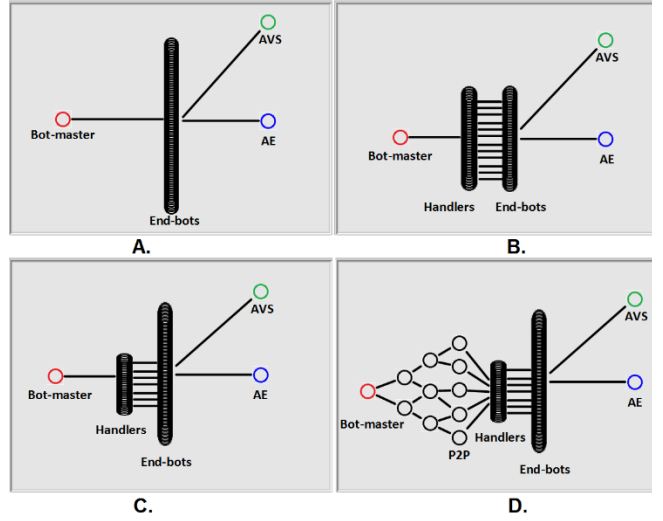 AVS
Bot-master
AE
End-bots
A.
AVS
Bot-master
AE
Handlers End-bots
B.
AVS
Bot-master
AE
Handlers
End-bots
C.
AVS
AE
Bot-master
Handlers
P2P
End-bots
D.